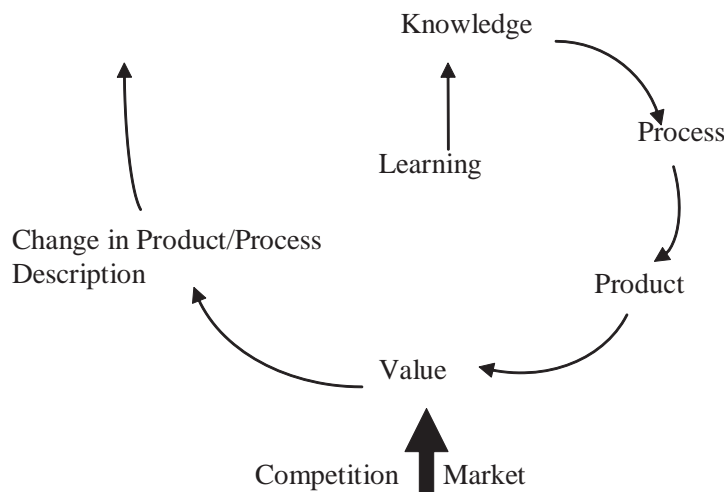 Knowledge
Process
Learning
Change in Product/Process
Description
Product
Value
Competition Market